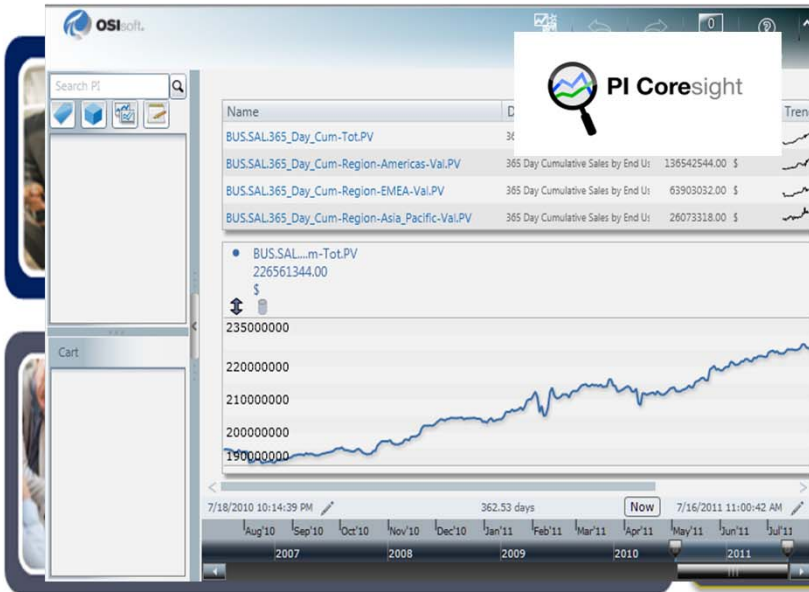 OSIsoft.
0
PI Coresight
Search PI
Name
Tren
BUS.SAL.365_Day_Cum-Tot.PV
BUS.SAL.365_Day_Cum-Region-Americas-Val.PV 365 Day Cumulative Sales by End U 136542544.00 $
BUS.SAL.365_Day_Cum-Region-EMEA-Val.PV 365 Day Cumulative Sales by End U 63903032.00 $
BUS.SAL.365_Day_Cum-Region-Asia_Pacific-Val.PV 365 Day Cumulative Sales by End U 26073318.00 $
BUS.SAL....m-Tot.PV
226561344.00
$
235000000
220000000
210000000
200000000
190000000
Cart
7/18/2010 10:14:39 PM 362.53 days Now 7/16/2011 11:00:42 AM
Aug'10 Sep'10 Oct'10 Nov'10 Dec'10 Jan'11 Feb'11 Mar'11 Apr'11 May'11 Jun'11 Jul'11
2007 2008 2009 2010 2011